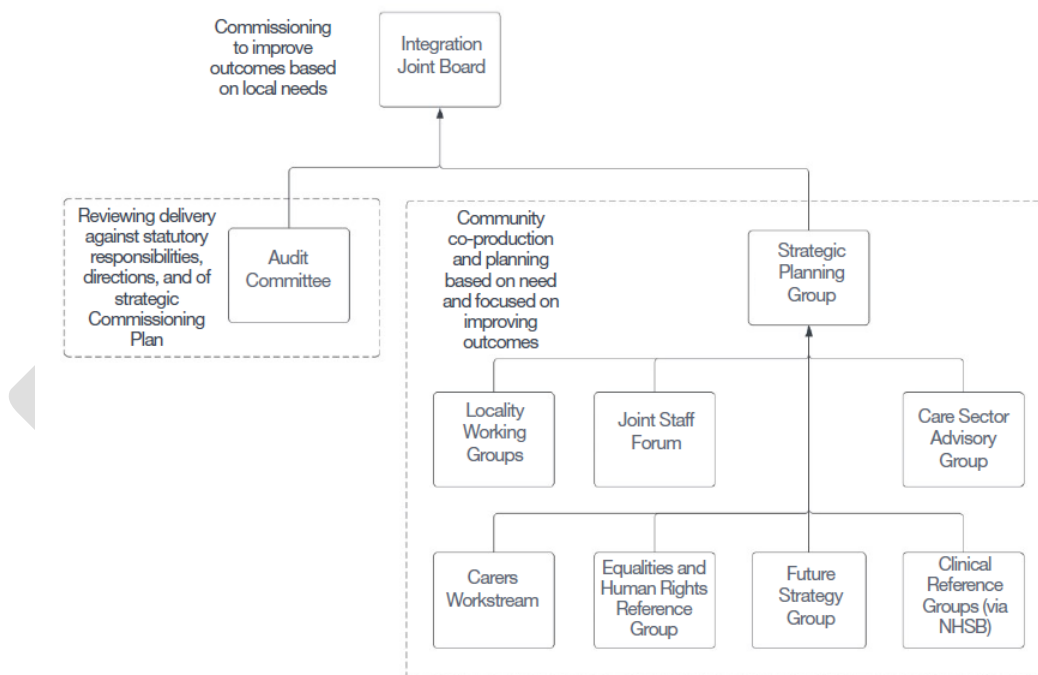 Commissioning
to improve
outcomes based
on local needs
Integration
Joint Board
Reviewing delivery
against statutory
responsibilities,
directions, and of
strategic
Commissioning
Plan
Audit
Committee
Community
co-production
and planning
based on need
and focused on
improving
outcomes
Strategic
Planning
Group
Locality
Working
Groups
Joint Staff
Forum
Care Sector
Advisory
Group
Carers
Workstream
Equalities and
Human Rights
Reference
Group
Future
Strategy
Group
Clinical
Reference
Groups (via
NHSB)